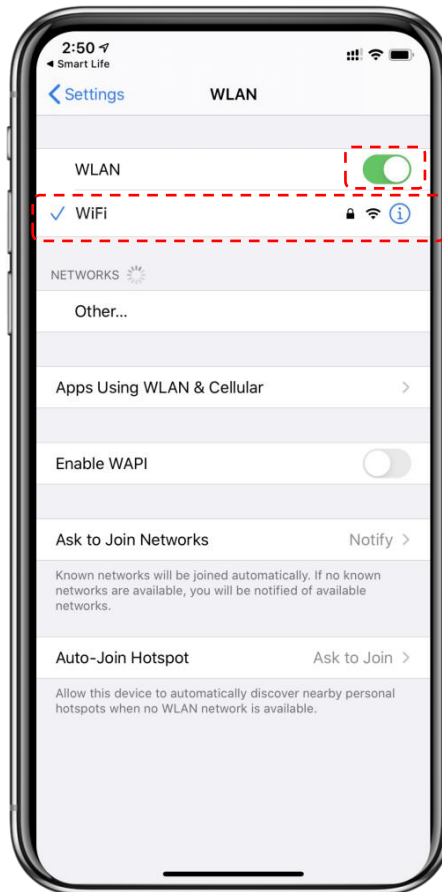 2:50
Smart Life
Settings
WLAN
WLAN
WiFi
NETWORKS
Other...
Apps Using WLAN & Cellular
Enable WAPI
Ask to Join Networks
Notify
Known networks will be joined automatically. If no known
networks are available, you will be notified of available
networks.
Auto-Join Hotspot
Ask to Join
Allow this device to automatically discover nearby personal
hotspots when no WLAN network is available.